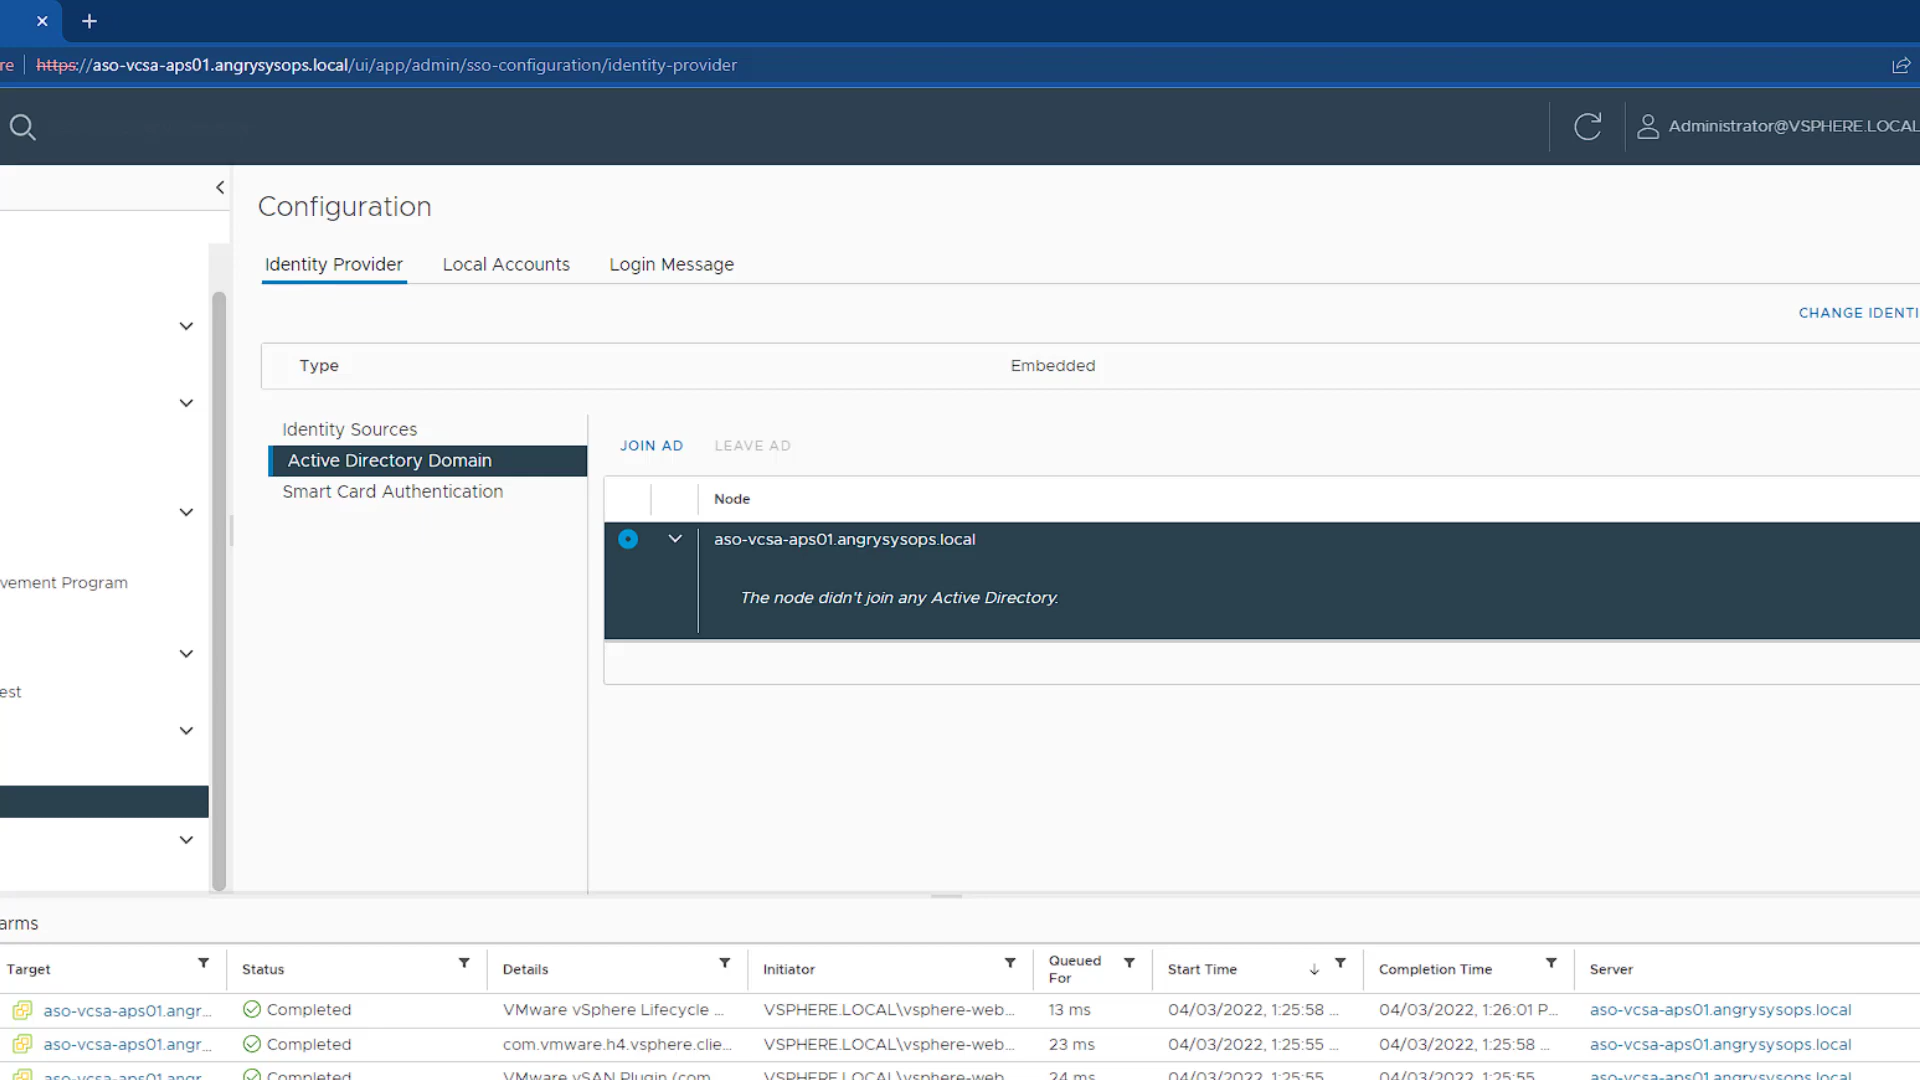 re https://aso-vcsa-aps01.angrysysops.local/ui/app/admin/sso-configuration/identity-provider
Administrator@VSPHERE.LOCAL
Configuration
Identity Provider Local Accounts Login Message
CHANGE IDENTI
Type Embedded
Identity Sources
Active Directory Domain
Smart Card Authentication
JOIN AD LEAVE AD
Node
aso-vcsa-aps01.angrysysops.local
The node didn't join any Active Directory.
vement Program
est
arms
Target Status Details Initiator Queued For Start Time Completion Time Server
aso-vcsa-aps01.angr... Completed VMware vSphere Lifecycle ... VSPHERE.LOCAL\vsphere-web... 13 ms 04/03/2022, 1:25:58 ... 04/03/2022, 1:26:01 P... aso-vcsa-aps01.angrysysops.local
aso-vcsa-aps01.angr... Completed com.vmware.h4.vsphere.clie... VSPHERE.LOCAL\vsphere-web... 23 ms 04/03/2022, 1:25:55 ... 04/03/2022, 1:25:58 ... aso-vcsa-aps01.angrysysops.local
aso-vcsa-aps01.angr Completed VMware vSAN Plugin (com VSPHERE.LOCAL\vsphere-web 24 ms 04/03/2022, 1:25:55 04/03/2022, 1:25:55 aso-vcsa-aps01.angrysysops.local